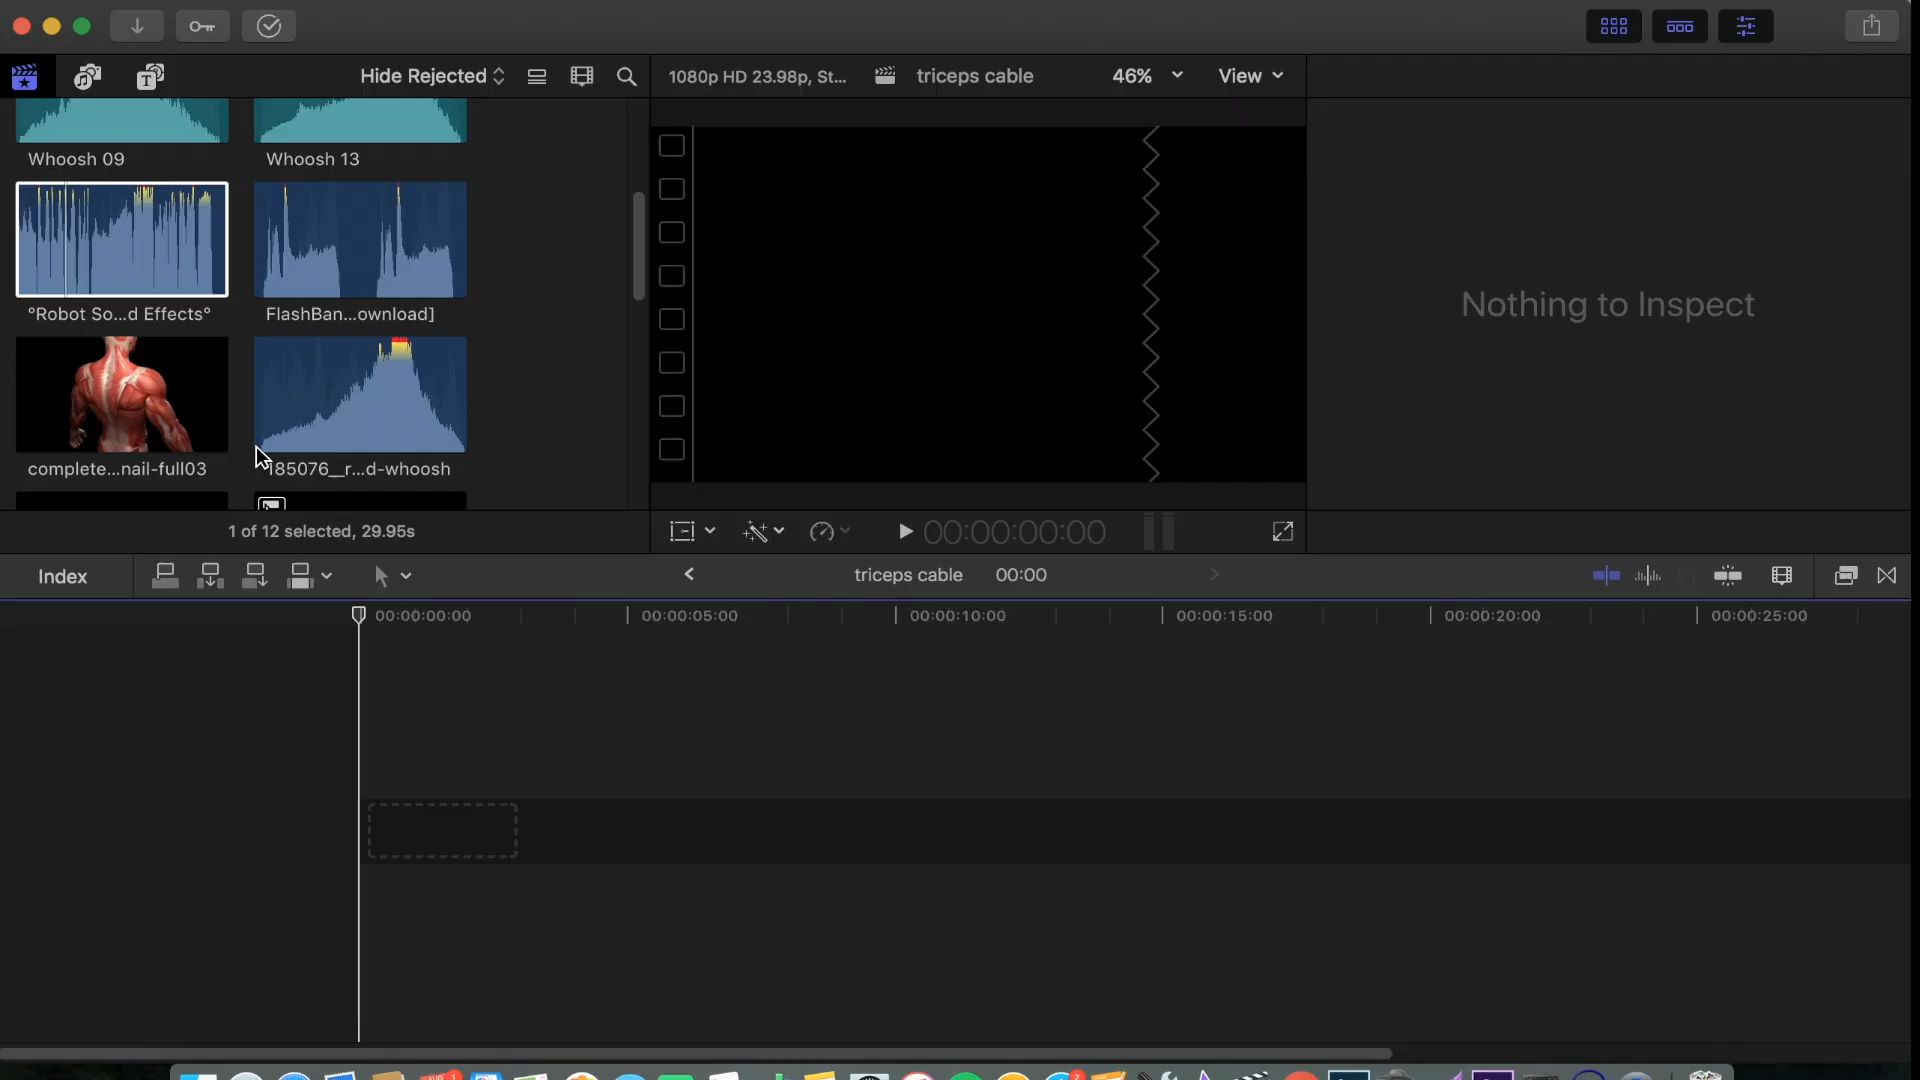 Hide Rejected
1080p HD 23.98p, St...
triceps cable
46%
View
Whoosh 09
Whoosh 13
°Robot So...d Effects°
FlashBan...ownload]
Nothing to Inspect
complete...nail-full03
185076__r...d-whoosh
1 of 12 selected, 29.95s
00:00:00:00
Index
triceps cable
00:00
00:00:00:00
00:00:05:00
00:00:10:00
00:00:15:00
00:00:20:00
00:00:25:00